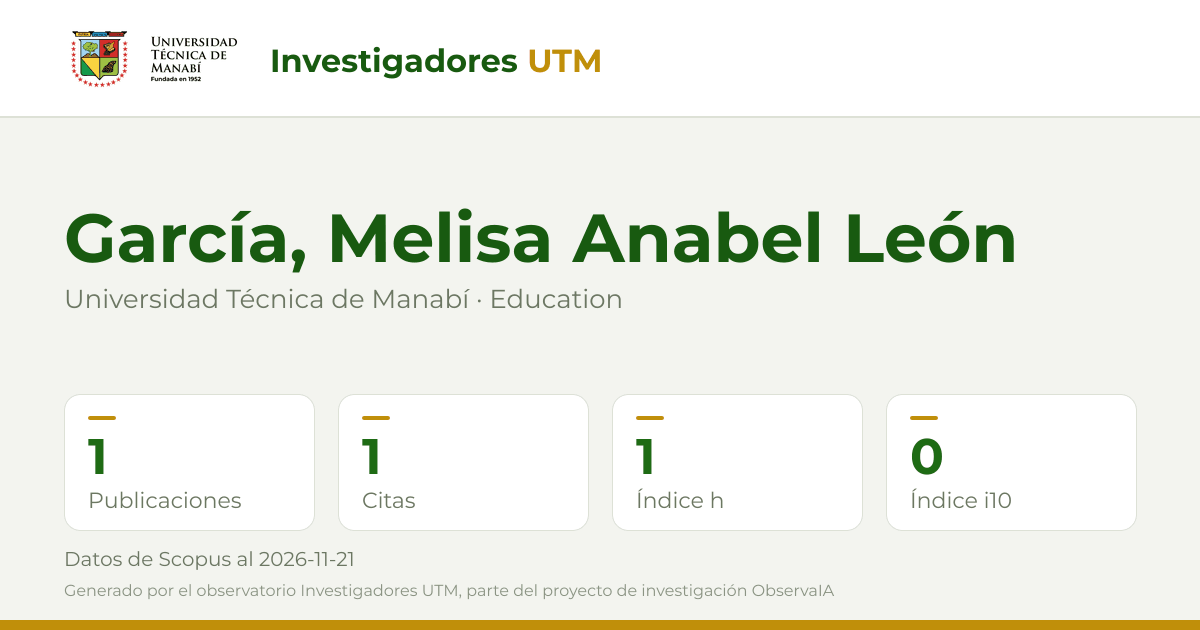 UNIVERSIDAD
TÉCNICA DE
MANABÍ
Fundada en 1952
Investigadores UTM
García, Melisa Anabel León
Universidad Técnica de Manabí · Education
1
Publicaciones
1
Citas
1
Índice h
0
Índice i10
Datos de Scopus al 2026-11-21
Generado por el observatorio Investigadores UTM, parte del proyecto de investigación ObservaIA